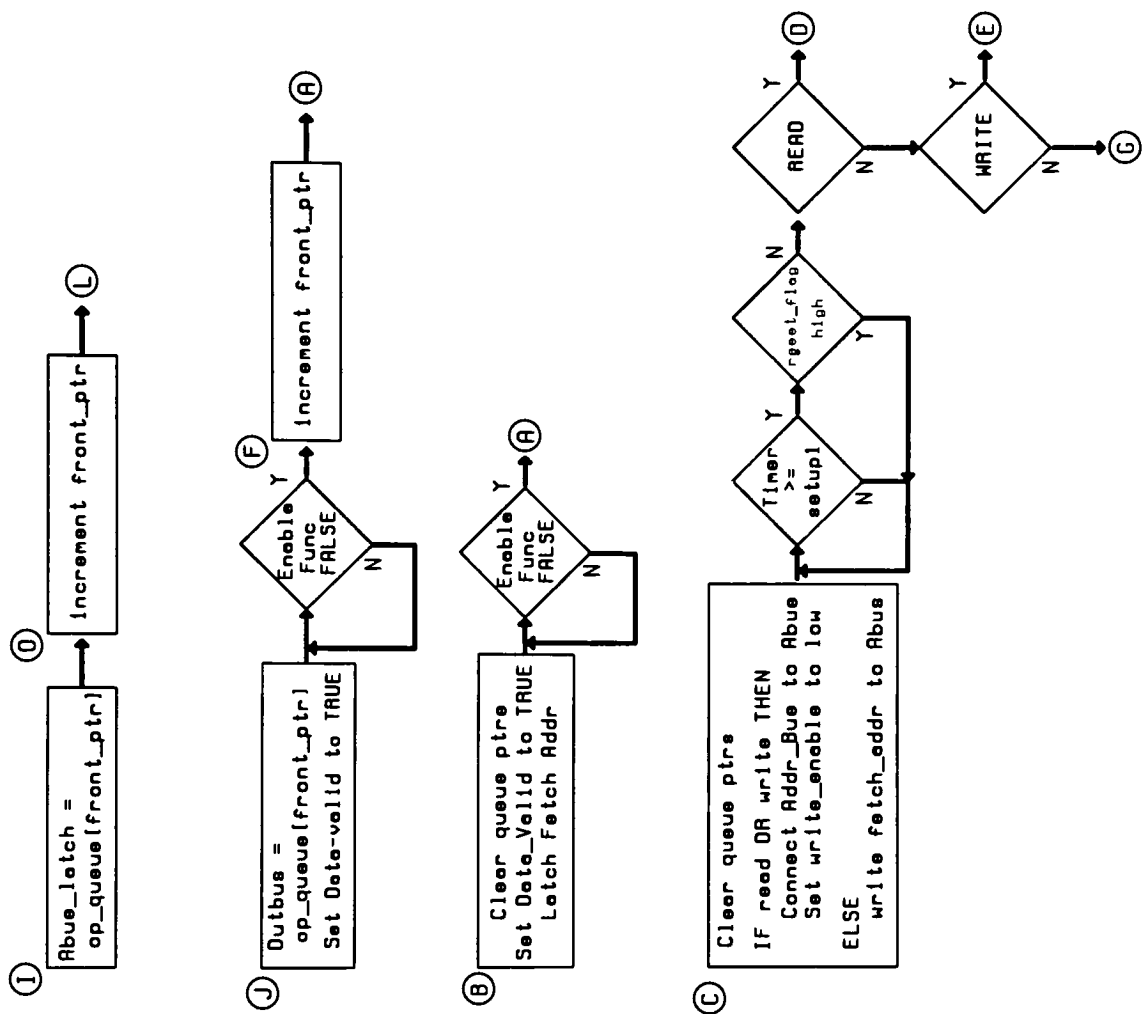 I
Abus_latch =
op_queue[front_ptr]
O
increment front_ptr
L
J
Outbus =
op_queue[front_ptr]
Set Data-valid to TRUE
Enable
Func
FALSE
Y
N
F
increment front_ptr
A
B
Clear queue ptrs
Set Data_Valid to TRUE
Latch Fetch Addr
Enable
Func
FALSE
Y
N
A
C
Clear queue ptrs
IF read OR write THEN
Connect Addr_Bus to Abus
Set write_enable to low
ELSE
write fetch_addr to Abus
Timer
>=
setup1
Y
N
high
N
Y
READ
Y
D
N
WRITE
Y
E
N
G